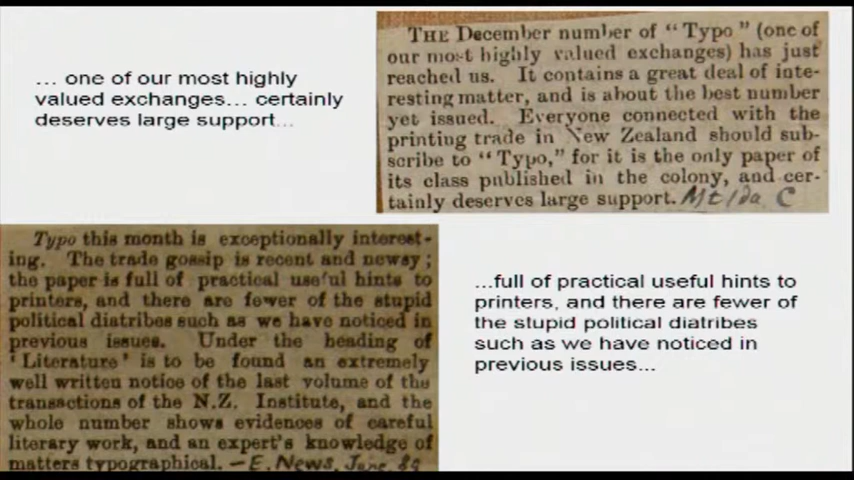 ... one of our most highly
valued exchanges... certainly
deserves large support...
THE December number of "Typo" (one of
our most highly valued exchanges) has just
reached us. It contains a great deal of inte-
resting matter, and is about the best number
yet issued. Everyone connected with the
printing trade in New Zealand should sub-
scribe to "Typo," for it is the only paper of
its class published in the colony, and cer-
tainly deserves large support. Mt Ida C
Typo this month is exceptionally interest-
ing. The trade gossip is recent and newsy;
the paper is full of practical useful hints to
printers, and there are fewer of the stupid
political diatribes such as we have noticed in
previous issues. Under the heading of
'Literature' is to be found an extremely
well written notice of the last volume of the
transactions of the N.Z. Institute, and the
whole number shows evidences of careful
literary work, and an expert's knowledge of
matters typographical. — E. News, June 89
...full of practical useful hints to
printers, and there are fewer of
the stupid political diatribes
such as we have noticed in
previous issues...